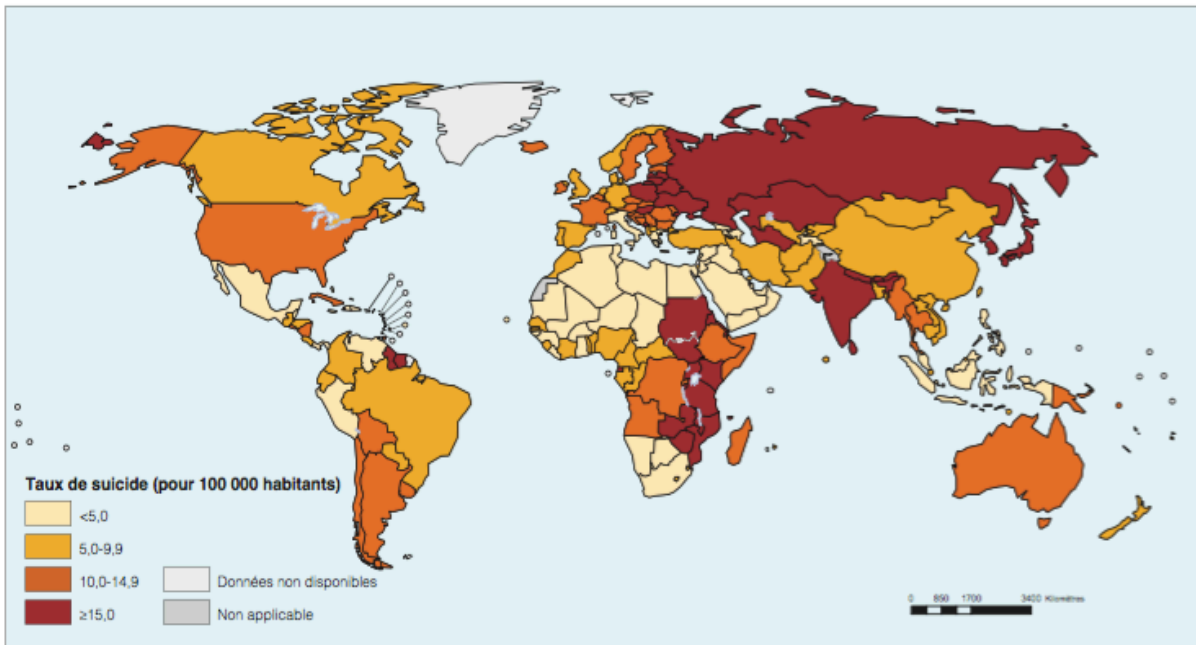 Taux de suicide (pour 100 000 habitants)
<5,0
5,0-9,9
10,0-14,9
≥15,0
Données non disponibles
Non applicable
0 850 1700 3400 Kilomètres